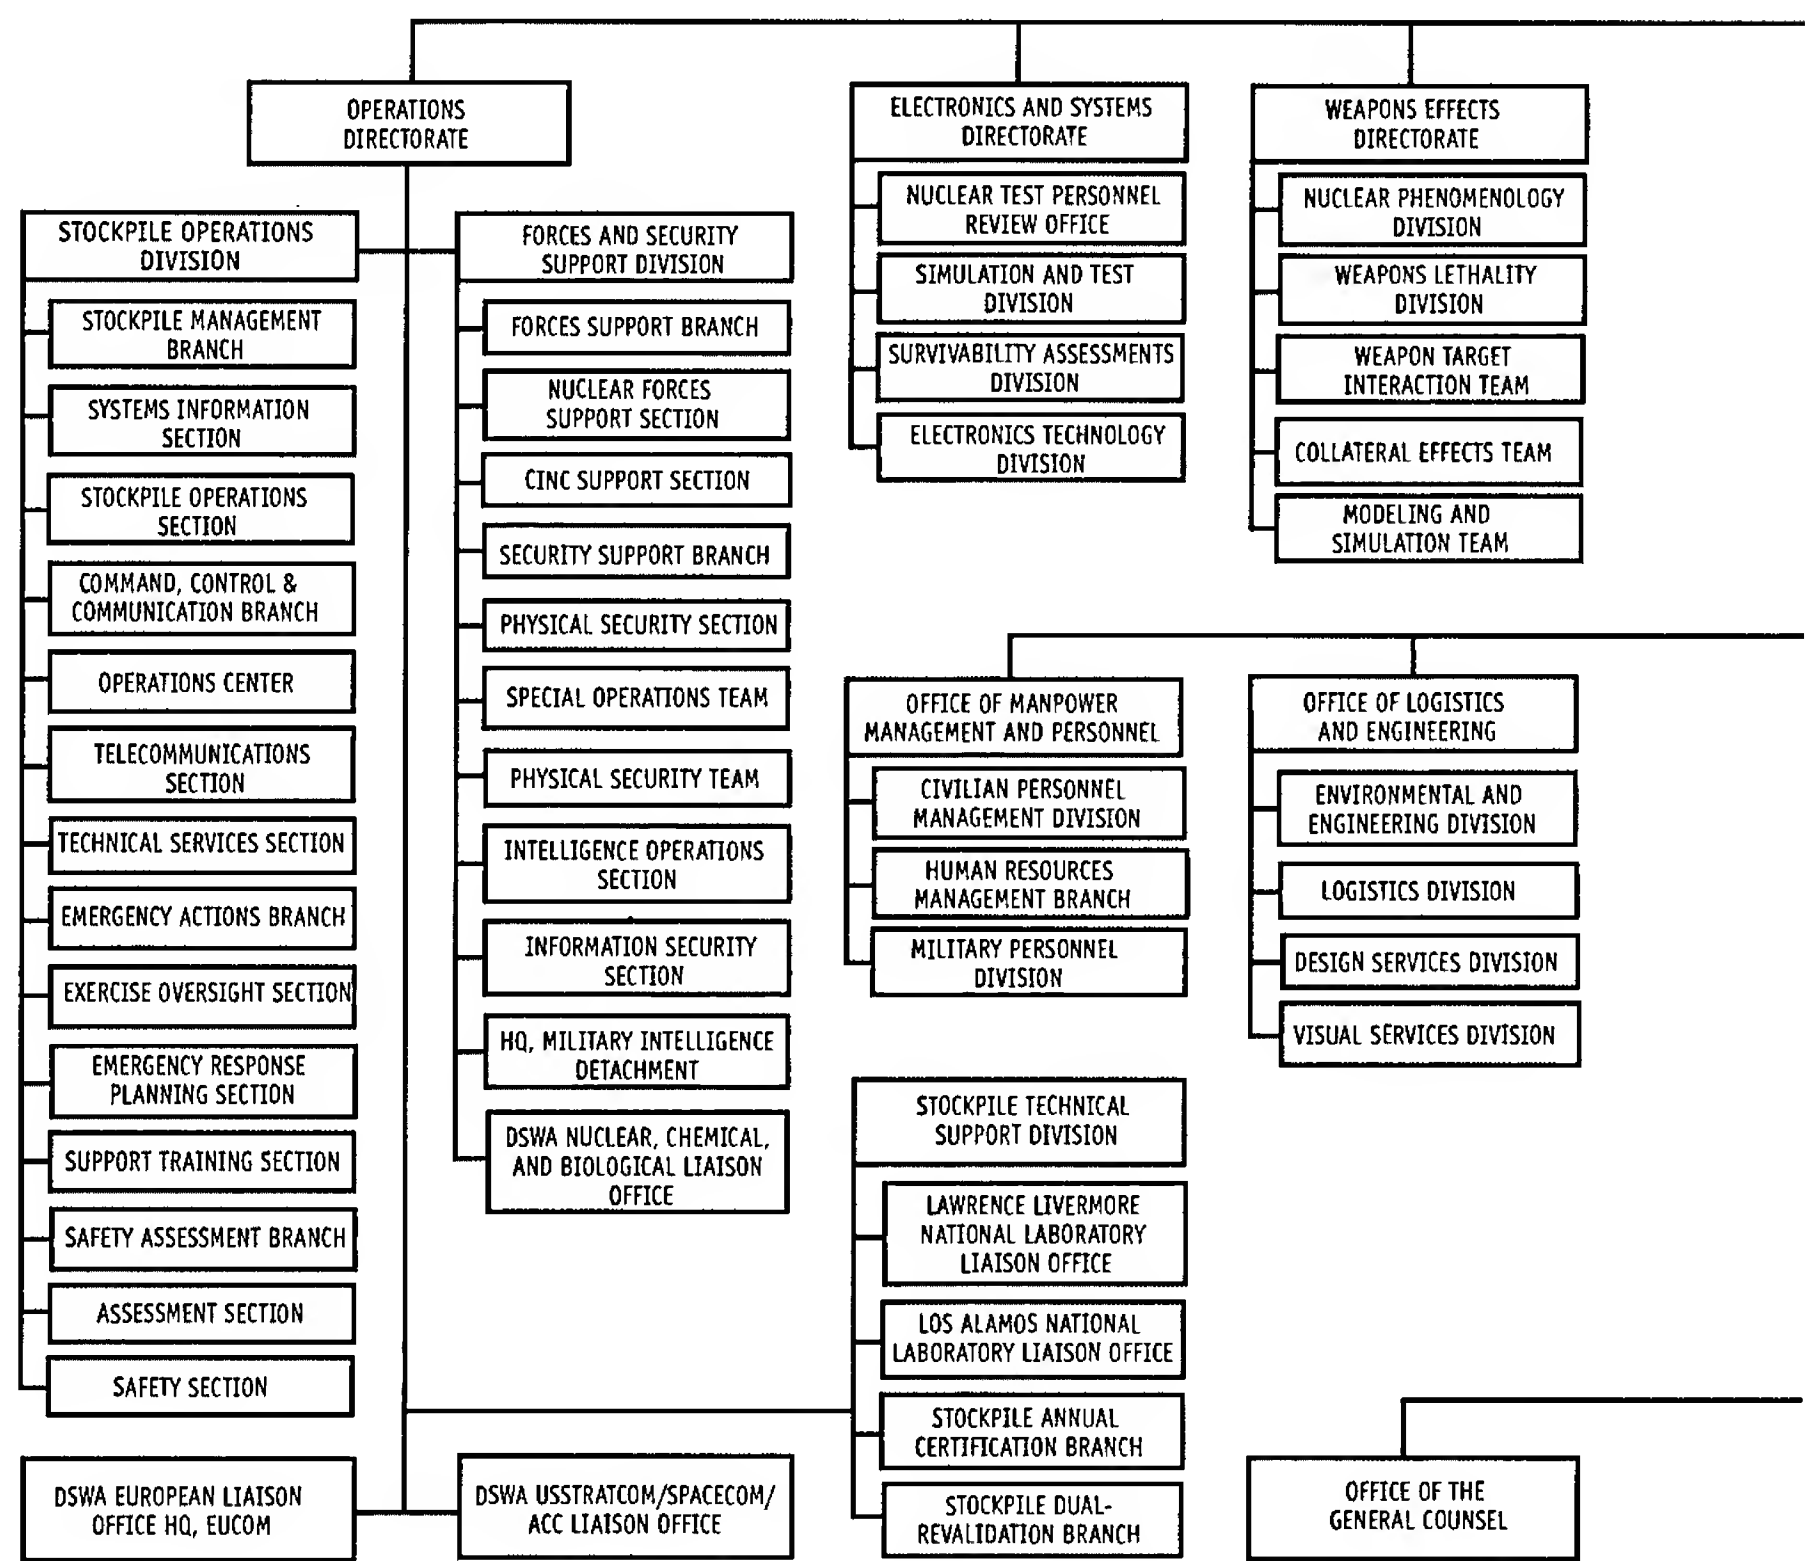 OPERATIONS
DIRECTORATE
ELECTRONICS AND SYSTEMS
DIRECTORATE
WEAPONS EFFECTS
DIRECTORATE
STOCKPILE OPERATIONS
DIVISION
STOCKPILE MANAGEMENT
BRANCH
SYSTEMS INFORMATION
SECTION
STOCKPILE OPERATIONS
SECTION
COMMAND, CONTROL &
COMMUNICATION BRANCH
OPERATIONS CENTER
TELECOMMUNICATIONS
SECTION
TECHNICAL SERVICES SECTION
EMERGENCY ACTIONS BRANCH
EXERCISE OVERSIGHT SECTION
EMERGENCY RESPONSE
PLANNING SECTION
SUPPORT TRAINING SECTION
SAFETY ASSESSMENT BRANCH
ASSESSMENT SECTION
SAFETY SECTION
DSWA EUROPEAN LIAISON
OFFICE HQ, EUCOM
FORCES AND SECURITY
SUPPORT DIVISION
FORCES SUPPORT BRANCH
NUCLEAR FORCES
SUPPORT SECTION
CINC SUPPORT SECTION
SECURITY SUPPORT BRANCH
PHYSICAL SECURITY SECTION
SPECIAL OPERATIONS TEAM
PHYSICAL SECURITY TEAM
INTELLIGENCE OPERATIONS
SECTION
INFORMATION SECURITY
SECTION
HQ, MILITARY INTELLIGENCE
DETACHMENT
DSWA NUCLEAR, CHEMICAL,
AND BIOLOGICAL LIAISON
OFFICE
DSWA USSTRATCOM/SPACECOM/
ACC LIAISON OFFICE
NUCLEAR TEST PERSONNEL
REVIEW OFFICE
SIMULATION AND TEST
DIVISION
SURVIVABILITY ASSESSMENTS
DIVISION
ELECTRONICS TECHNOLOGY
DIVISION
NUCLEAR PHENOMENOLOGY
DIVISION
WEAPONS LETHALITY
DIVISION
WEAPON TARGET
INTERACTION TEAM
COLLATERAL EFFECTS TEAM
MODELING AND
SIMULATION TEAM
OFFICE OF MANPOWER
MANAGEMENT AND PERSONNEL
CIVILIAN PERSONNEL
MANAGEMENT DIVISION
HUMAN RESOURCES
MANAGEMENT BRANCH
MILITARY PERSONNEL
DIVISION
OFFICE OF LOGISTICS
AND ENGINEERING
ENVIRONMENTAL AND
ENGINEERING DIVISION
LOGISTICS DIVISION
DESIGN SERVICES DIVISION
VISUAL SERVICES DIVISION
STOCKPILE TECHNICAL
SUPPORT DIVISION
LAWRENCE LIVERMORE
NATIONAL LABORATORY
LIAISON OFFICE
LOS ALAMOS NATIONAL
LABORATORY LIAISON OFFICE
STOCKPILE ANNUAL
CERTIFICATION BRANCH
STOCKPILE DUAL-
REVALIDATION BRANCH
OFFICE OF THE
GENERAL COUNSEL